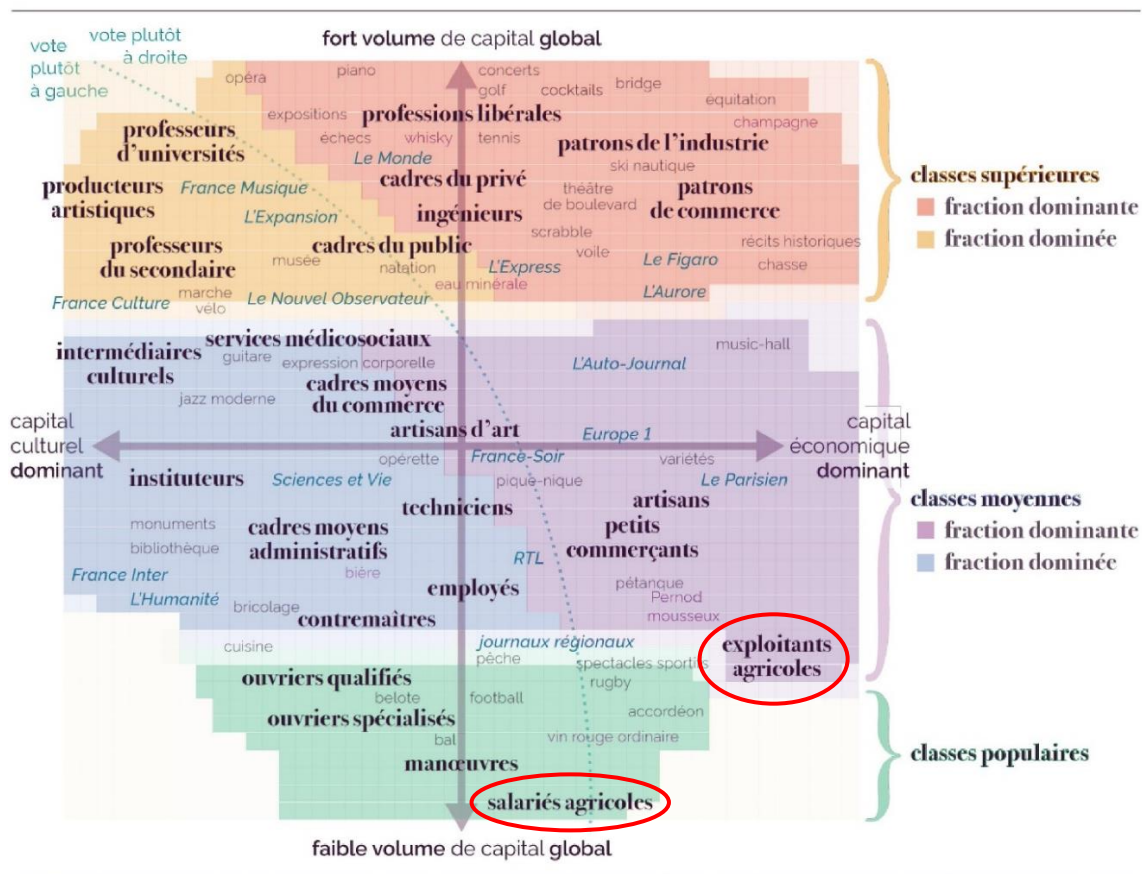 fort volume de capital global
vote plutôt à droite
vote plutôt à gauche
opéra
piano
concerts
golf
cocktails
bridge
équitation
champagne
expositions
professions libérales
professeurs d'universités
échecs
whisky
tennis
patrons de l'industrie
Le Monde
ski nautique
classes supérieures
fraction dominante
fraction dominée
producteurs artistiques
France Musique
cadres du privé
théâtre de boulevard
patrons de commerce
L'Expansion
ingénieurs
scrabble
professeurs du secondaire
musée
cadres du public
natation
voile
récits historiques
L'Express
Le Figaro
chasse
eau minérale
France Culture
marche
vélo
Le Nouvel Observateur
L'Aurore
services médicosociaux
intermédiaires culturels
guitare
expression corporelle
music-hall
L'Auto-Journal
cadres moyens du commerce
jazz moderne
capital culturel dominant
artisans d'art
Europe 1
capital économique dominant
opérette
France-Soir
variétés
instituteurs
Sciences et Vie
pique-nique
Le Parisien
classes moyennes
fraction dominante
fraction dominée
techniciens
artisans
petits commerçants
monuments
bibliothèque
cadres moyens administratifs
bière
RTL
France Inter
L'Humanité
employés
pétanque
Pernod
mousseux
bricolage
contremaîtres
cuisine
journaux régionaux
exploitants agricoles
pêche
spectacles sportifs
rugby
ouvriers qualifiés
belote
football
accordéon
ouvriers spécialisés
bal
vin rouge ordinaire
classes populaires
manœuvres
salariés agricoles
faible volume de capital global